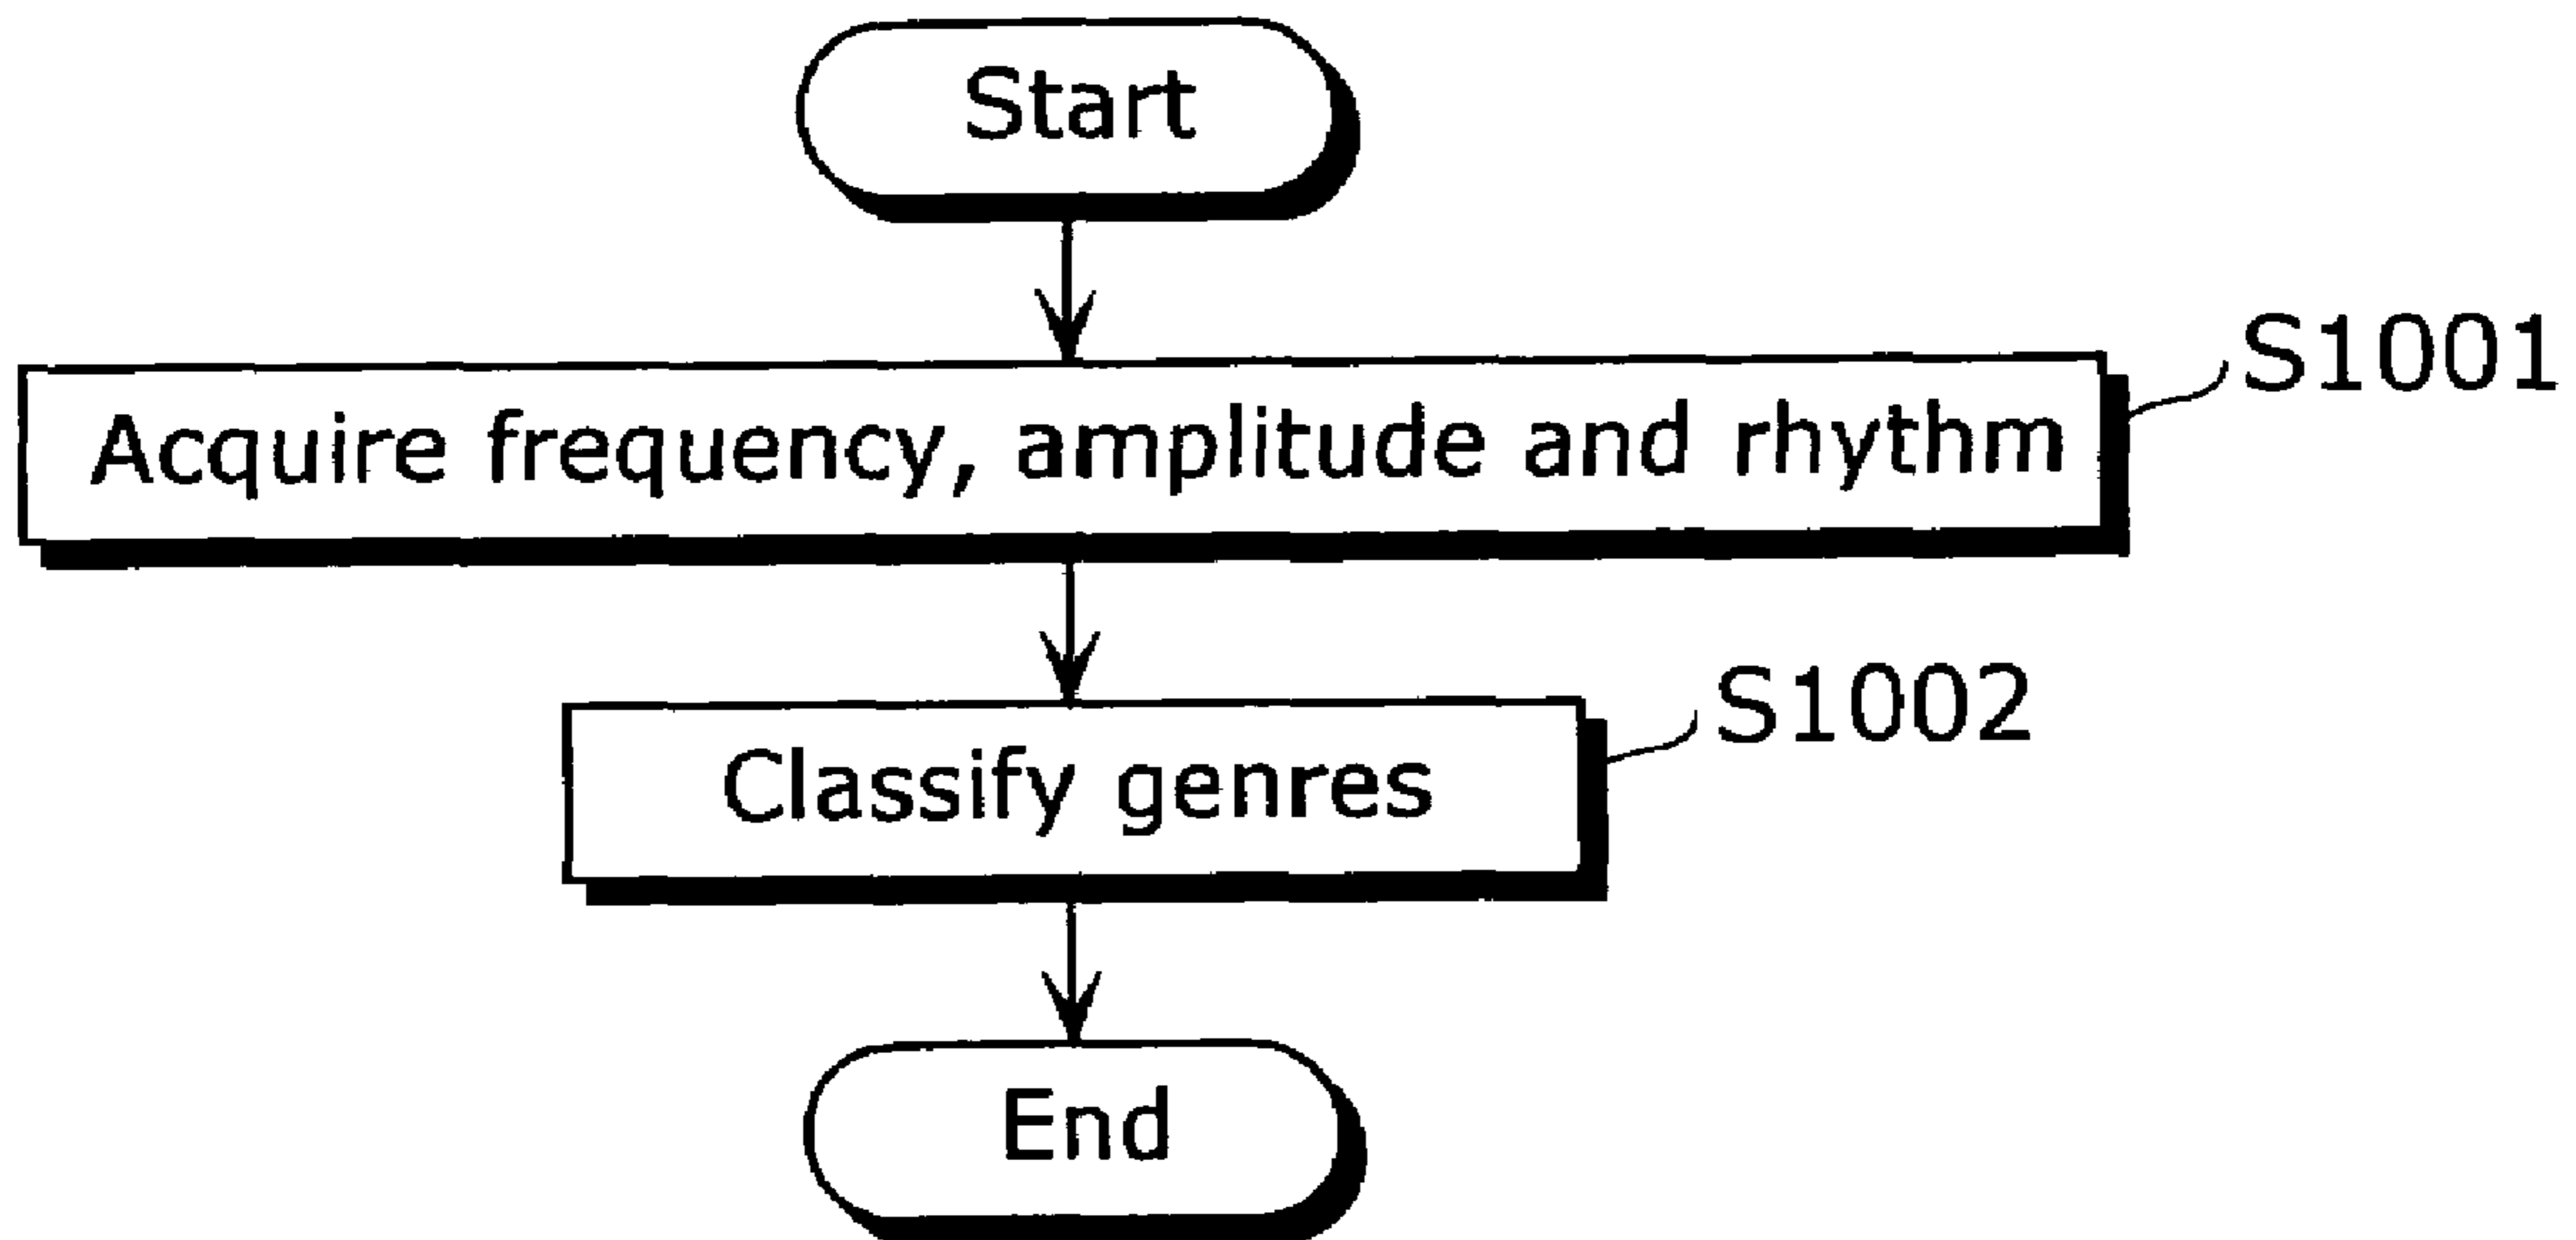 Start
S1001
Acquire frequency, amplitude and rhythm
S1002
Classify genres
End